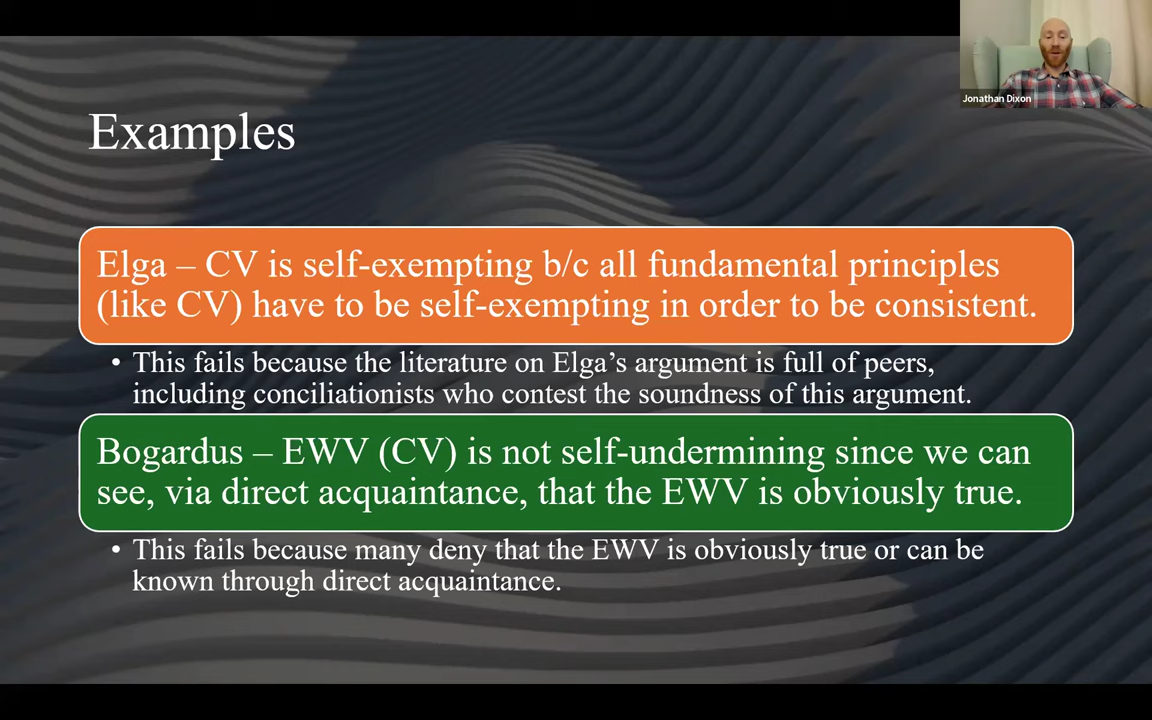 Jonathan Dixon
Examples
Elga – CV is self-exempting b/c all fundamental principles
(like CV) have to be self-exempting in order to be consistent.
• This fails because the literature on Elga’s argument is full of peers,
including conciliationists who contest the soundness of this argument.
Bogardus – EWV (CV) is not self-undermining since we can
see, via direct acquaintance, that the EWV is obviously true.
• This fails because many deny that the EWV is obviously true or can be
known through direct acquaintance.